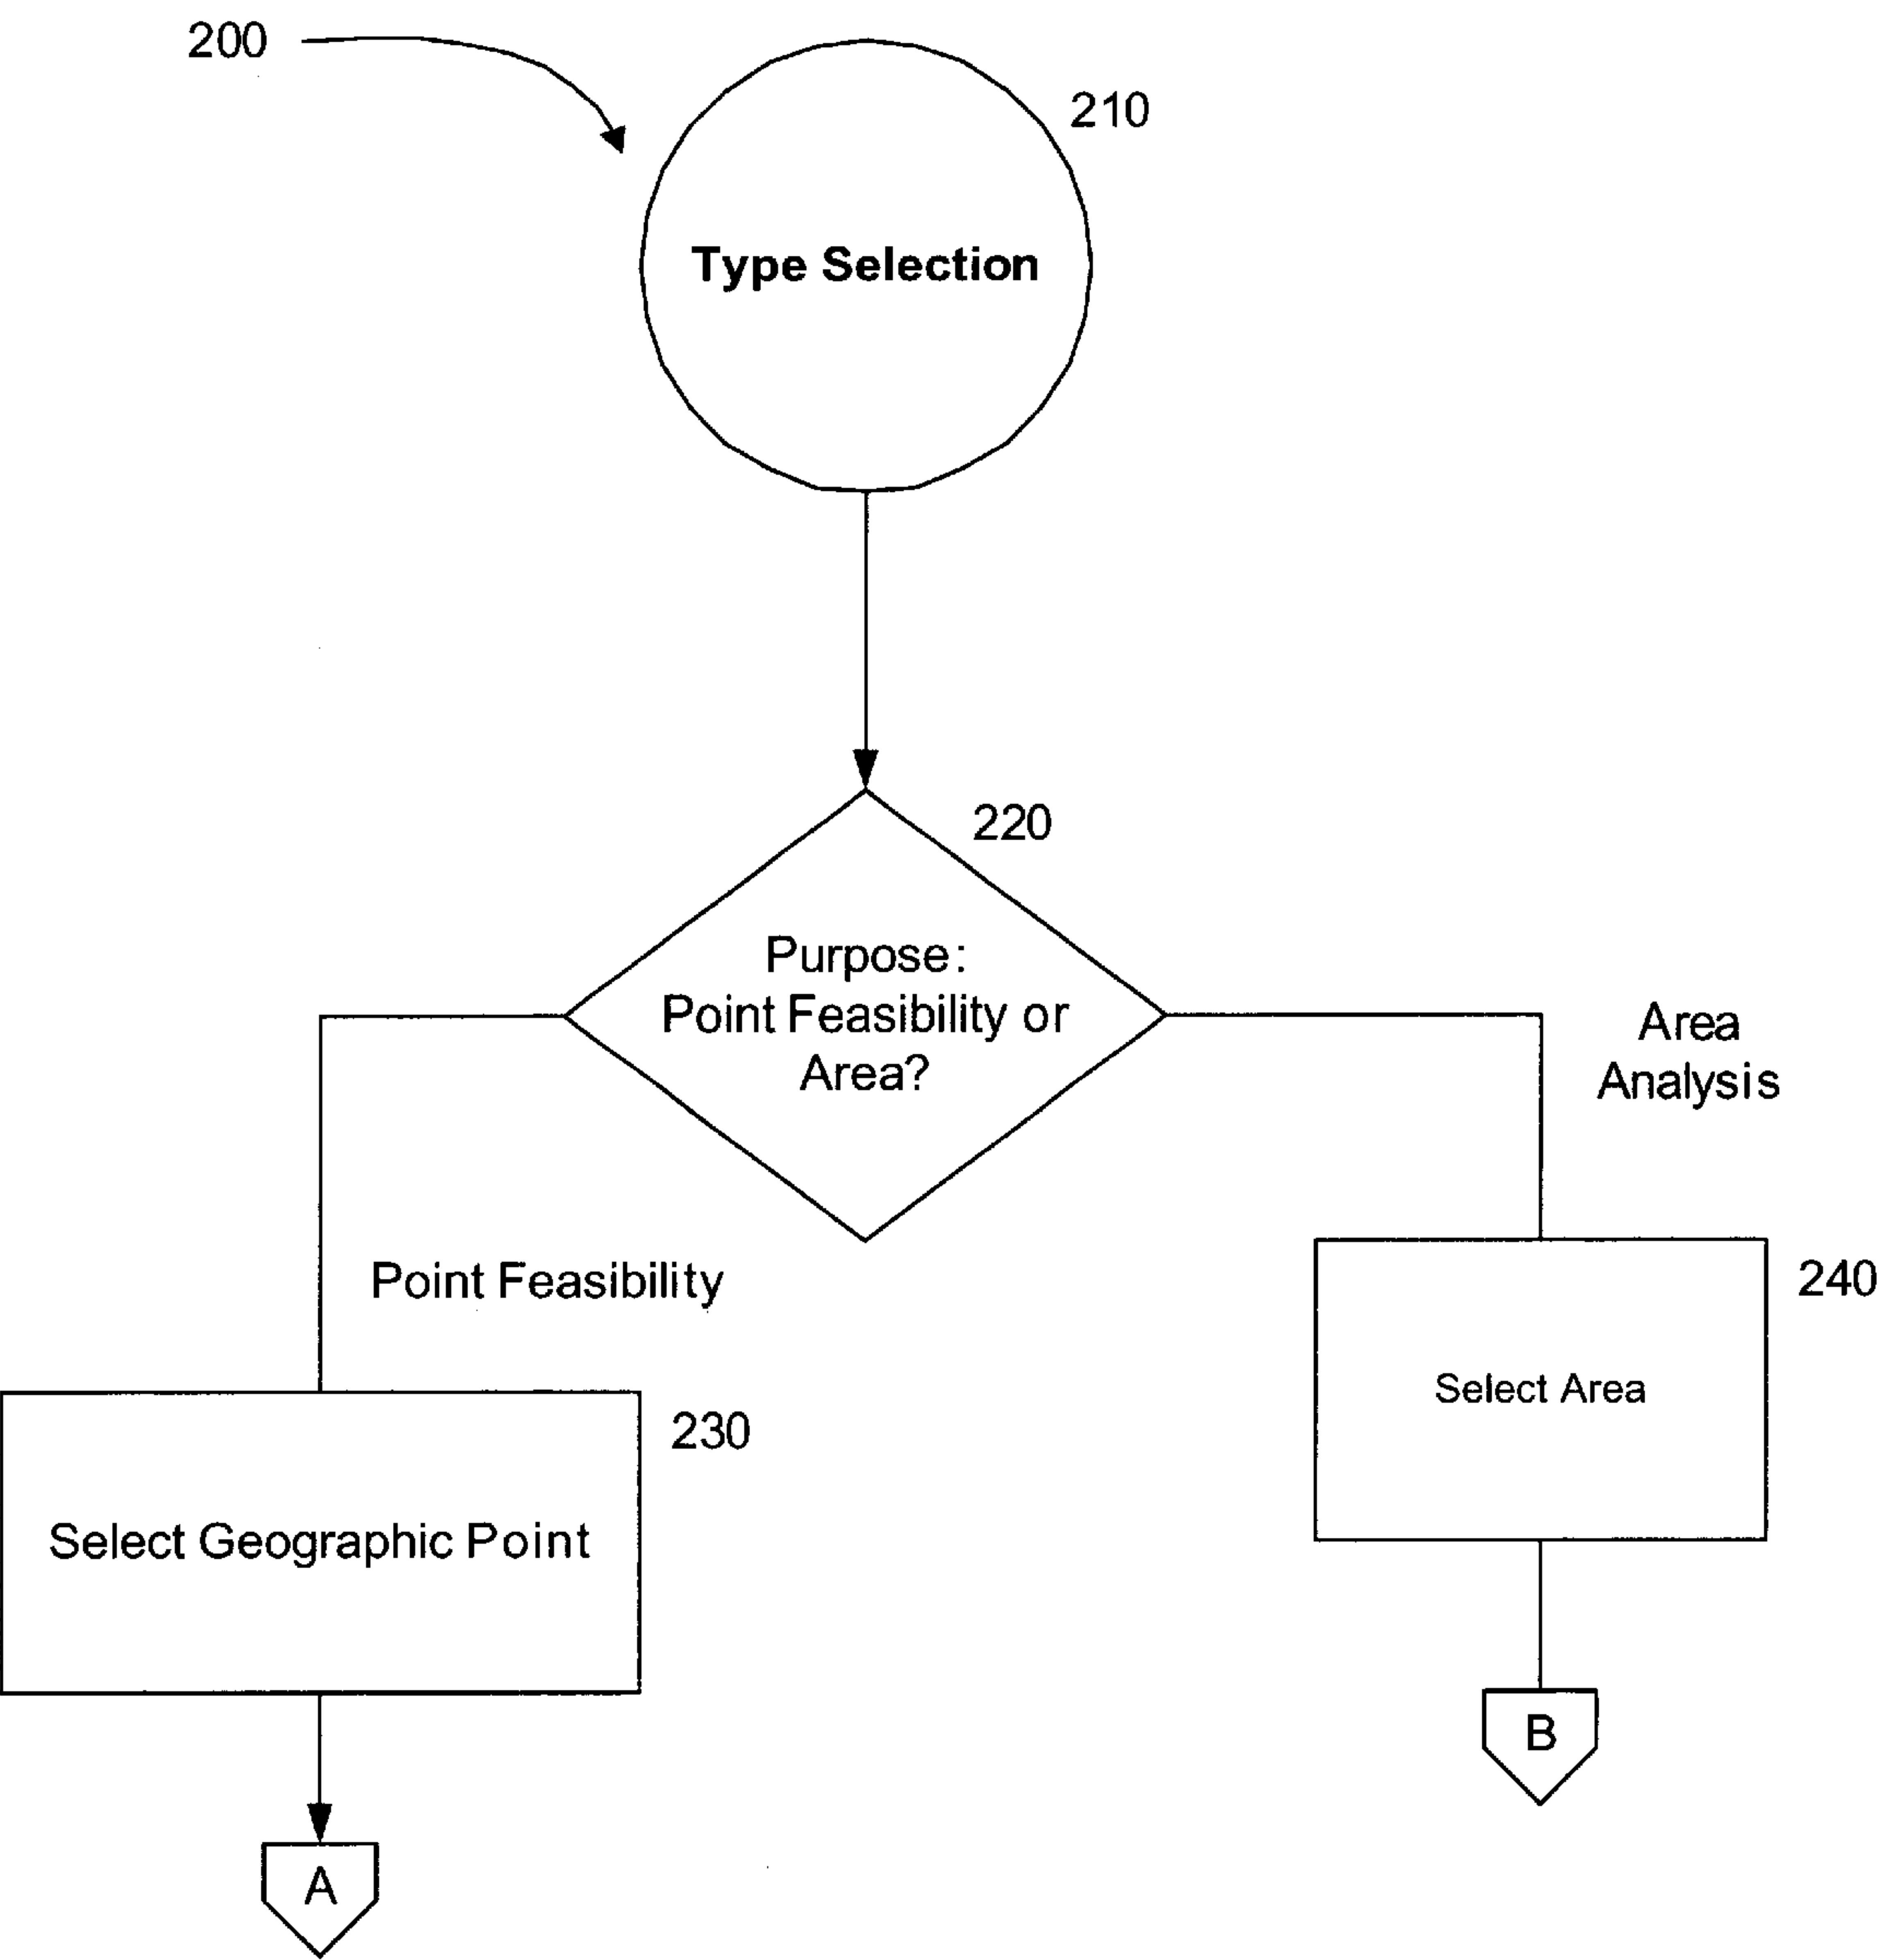 200
210
Type Selection
220
Purpose:
Point Feasibility or
Area?
Area
Analysis
Point Feasibility
240
Select Area
230
Select Geographic Point
B
A